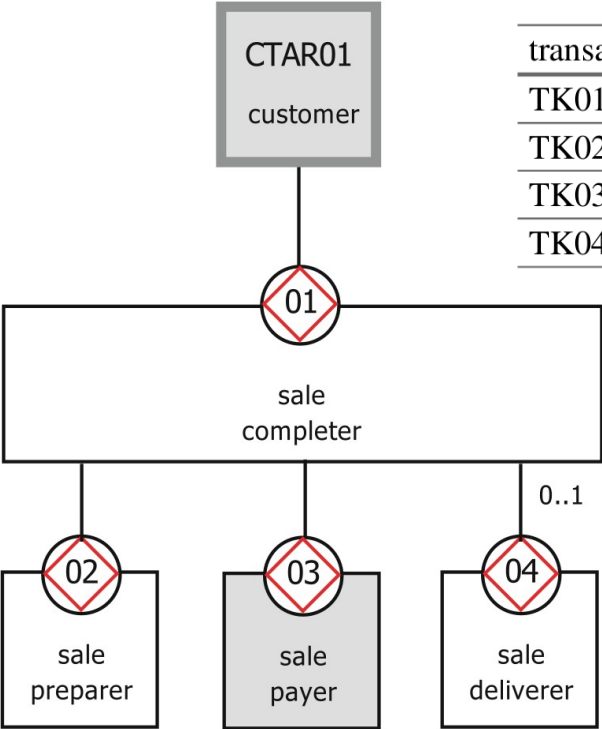 CTAR01
customer
TK01
TK02
TK03
TK04
01
sale
completer
0..1
02
03
04
sale
preparer
sale
payer
sale
deliverer